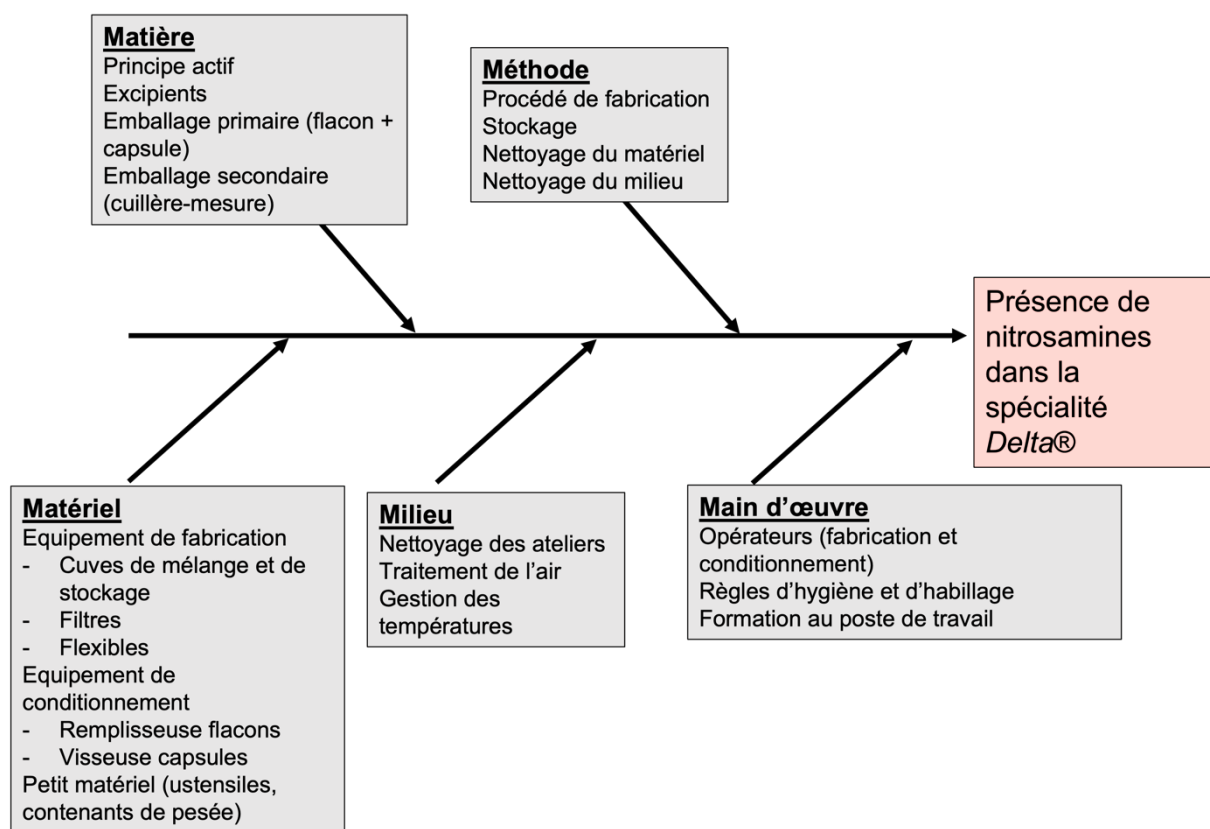 Matière
Principe actif
Excipients
Emballage primaire (flacon +
capsule)
Emballage secondaire
(cuillère-mesure)
Méthode
Procédé de fabrication
Stockage
Nettoyage du matériel
Nettoyage du milieu
Présence de
nitrosamines
dans la
spécialité
Delta®
Matériel
Equipement de fabrication
- Cuves de mélange et de
stockage
- Filtres
- Flexibles
Equipement de
conditionnement
- Remplisseuse flacons
- Visseuse capsules
Petit matériel (ustensiles,
contenants de pesée)
Milieu
Nettoyage des ateliers
Traitement de l'air
Gestion des
températures
Main d'œuvre
Opérateurs (fabrication et
conditionnement)
Règles d'hygiène et d'habillage
Formation au poste de travail